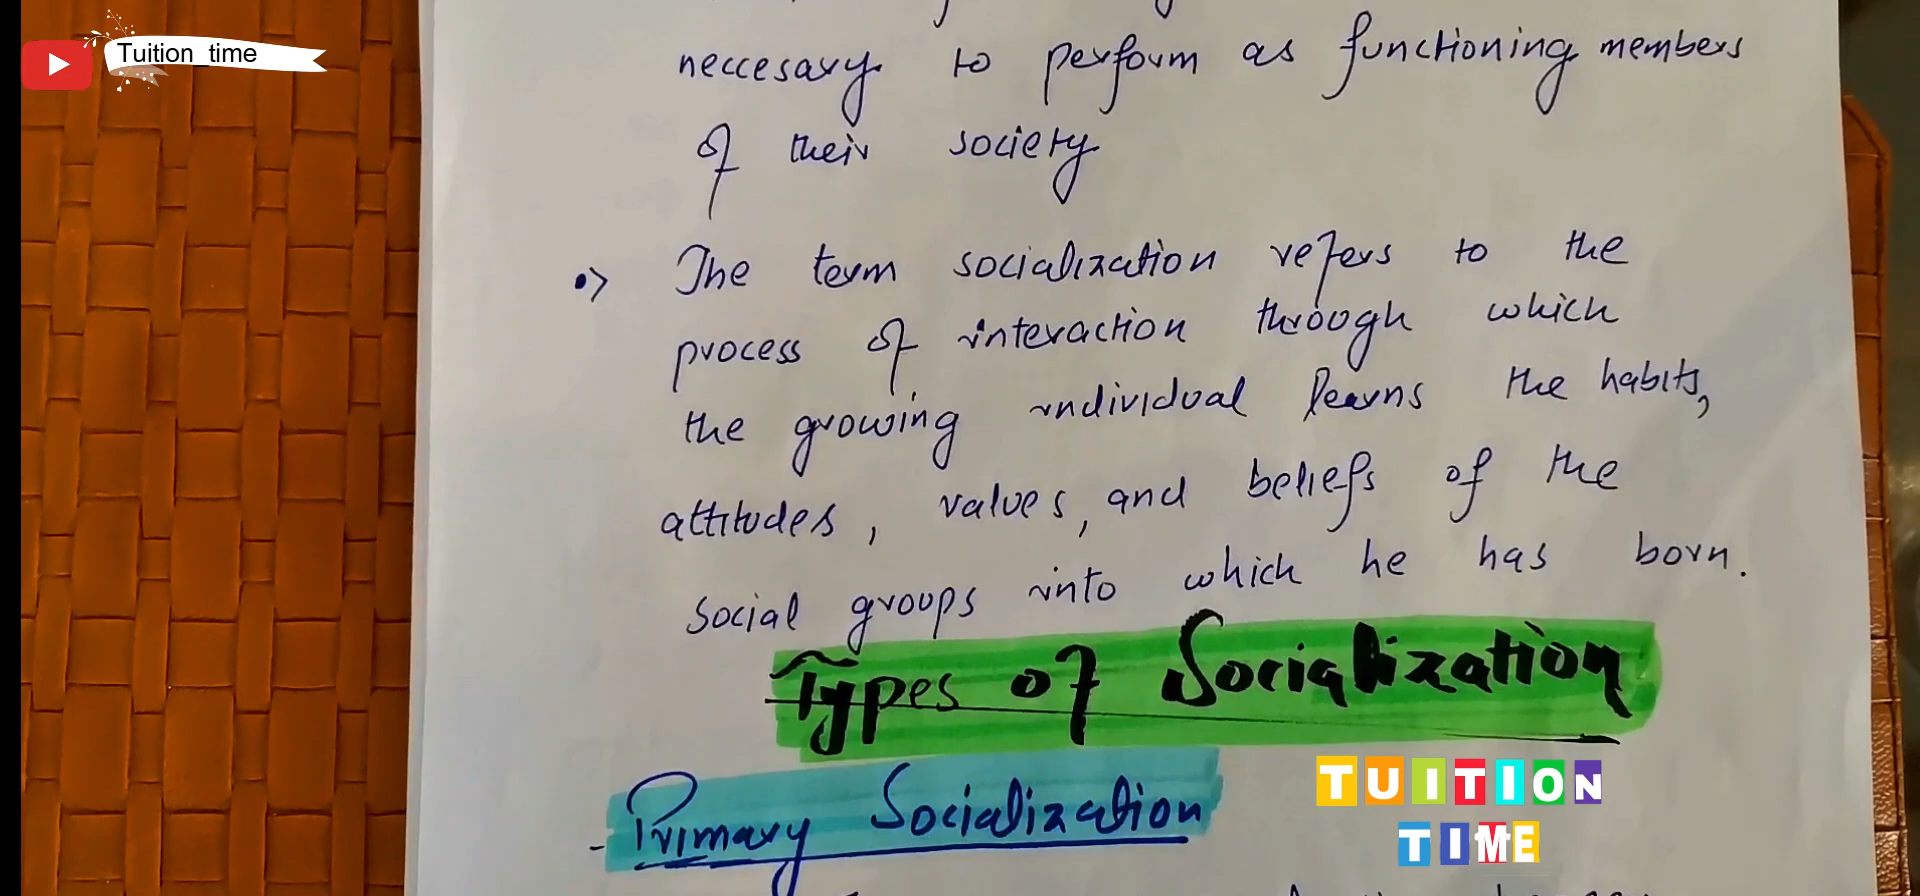 Tuition_time
neccesary to perform as functioning members
of their society
•> The term socialization refers to the
process of interaction through which
the growing individual learns the habits,
attitudes, values, and beliefs of the
social groups into which he has born.
Types of Socialization
- Primary Socialization
TUITION
TIME